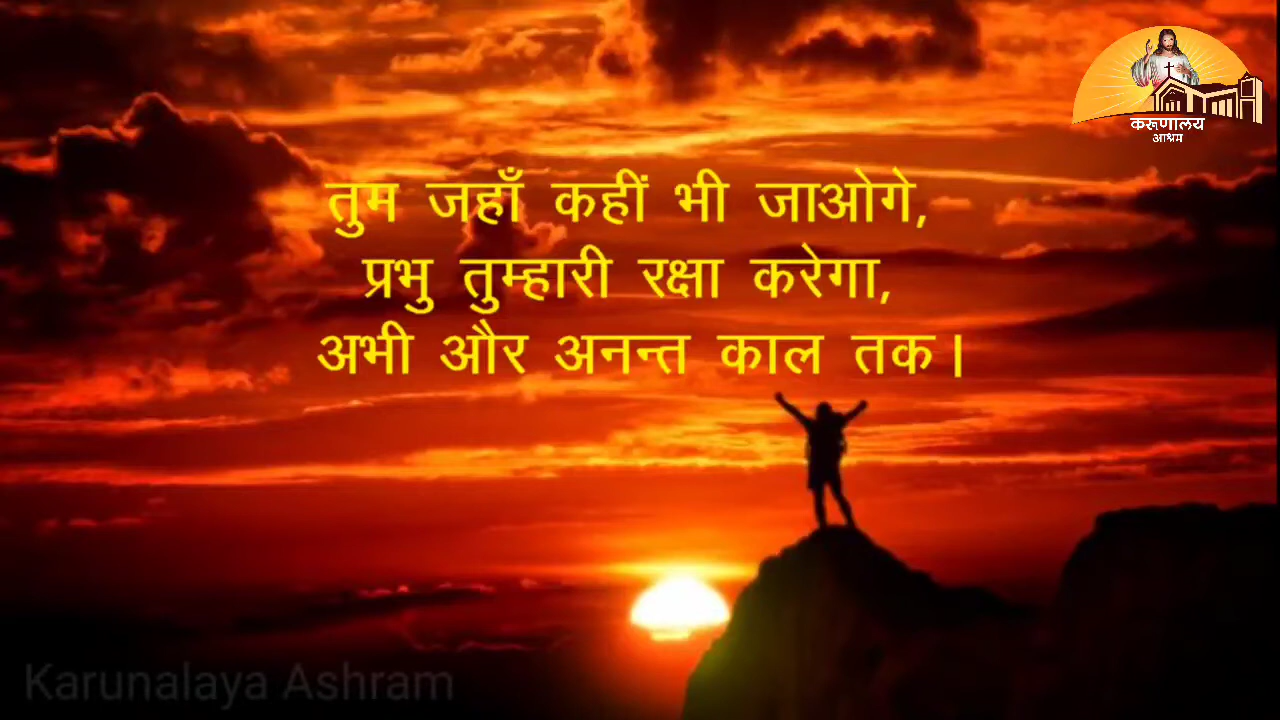 करूणालय
आश्रम
तुम जहाँ कहीं भी जाओगे,
प्रभु तुम्हारी रक्षा करेगा,
अभी और अनन्त काल तक।
Karunalaya Ashram